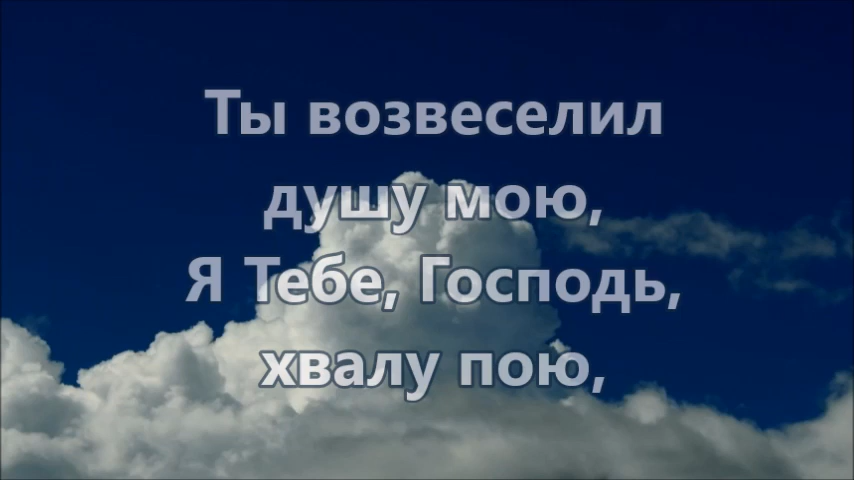 Ты возвеселил
душу мою,
Я Тебе, Господь,
хвалу пою,